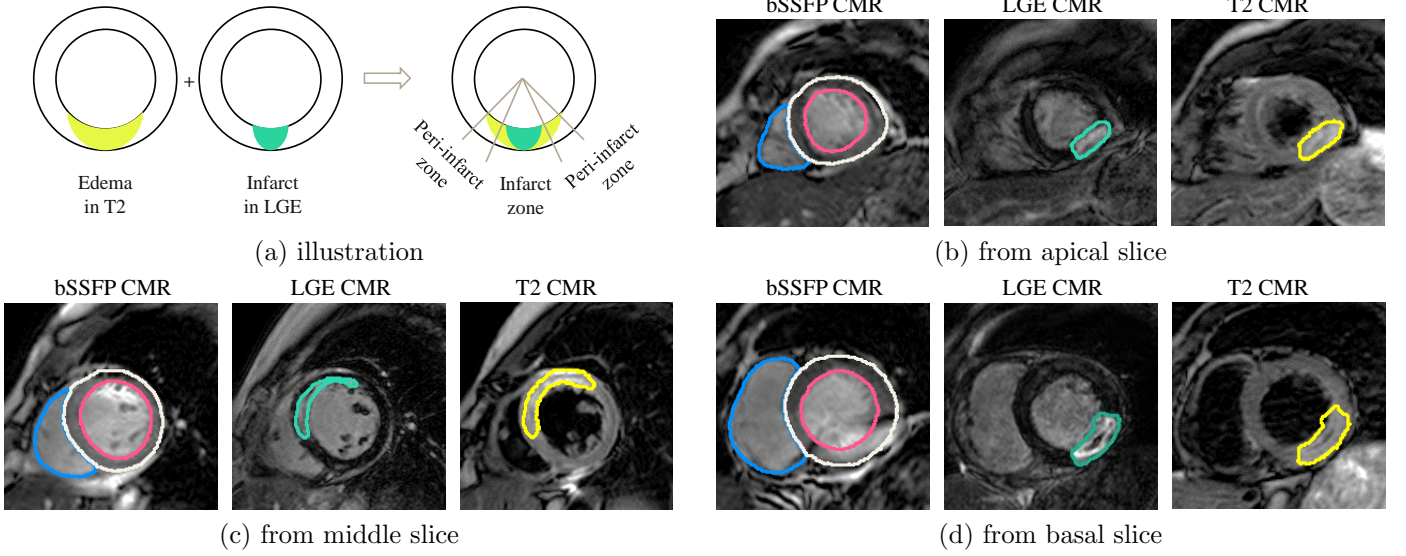 +
Peri-infarct
zone
Peri-infarct
zone
Edema
in T2
Infarct
in LGE
Infarct
zone
(a) illustration
bSSFP CMR LGE CMR T2 CMR
(b) from apical slice
bSSFP CMR LGE CMR T2 CMR
(c) from middle slice
bSSFP CMR LGE CMR T2 CMR
(d) from basal slice